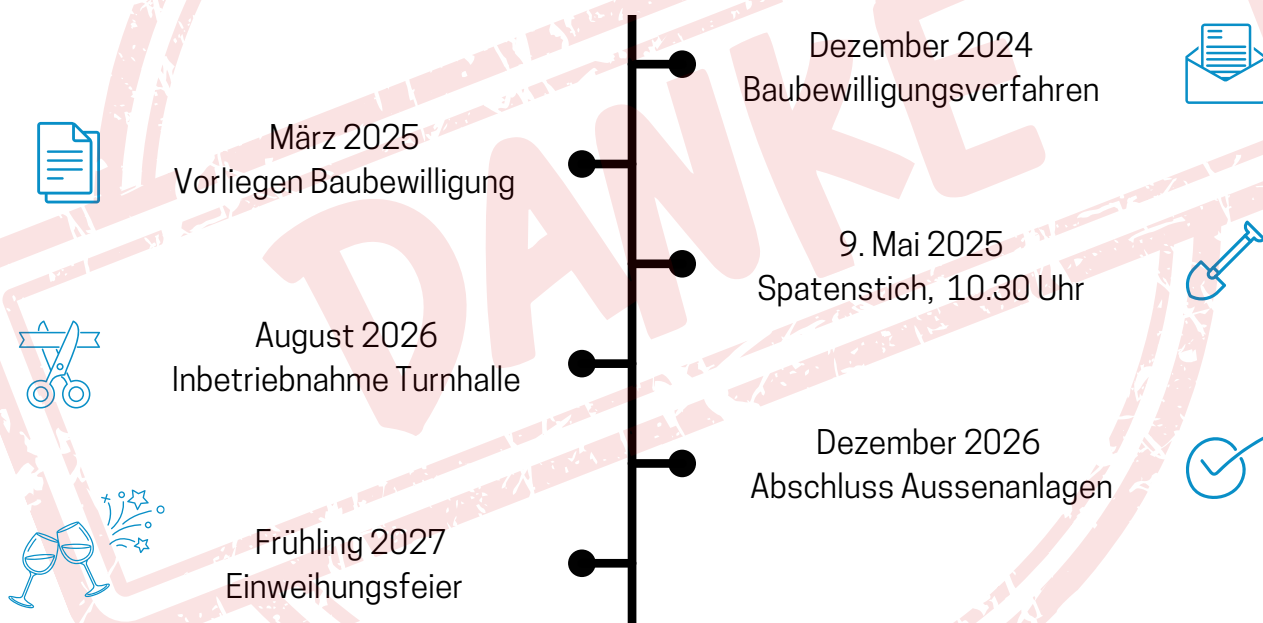 DANKE
Dezember 2024
Baubewilligungsverfahren
März 2025
Vorliegen Baubewilligung
9. Mai 2025
Spatenstich, 10.30 Uhr
August 2026
Inbetriebnahme Turnhalle
Dezember 2026
Abschluss Aussenanlagen
Frühling 2027
Einweihungsfeier